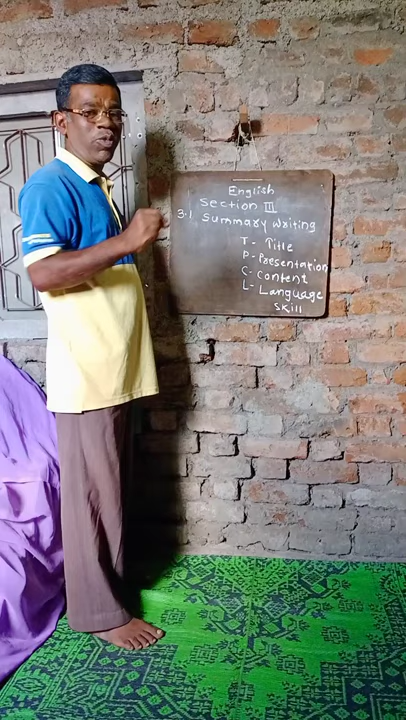 English
Section III
3.1 Summary Writing
T - Title
P - Presentation
C - Content
L - Language
Skill